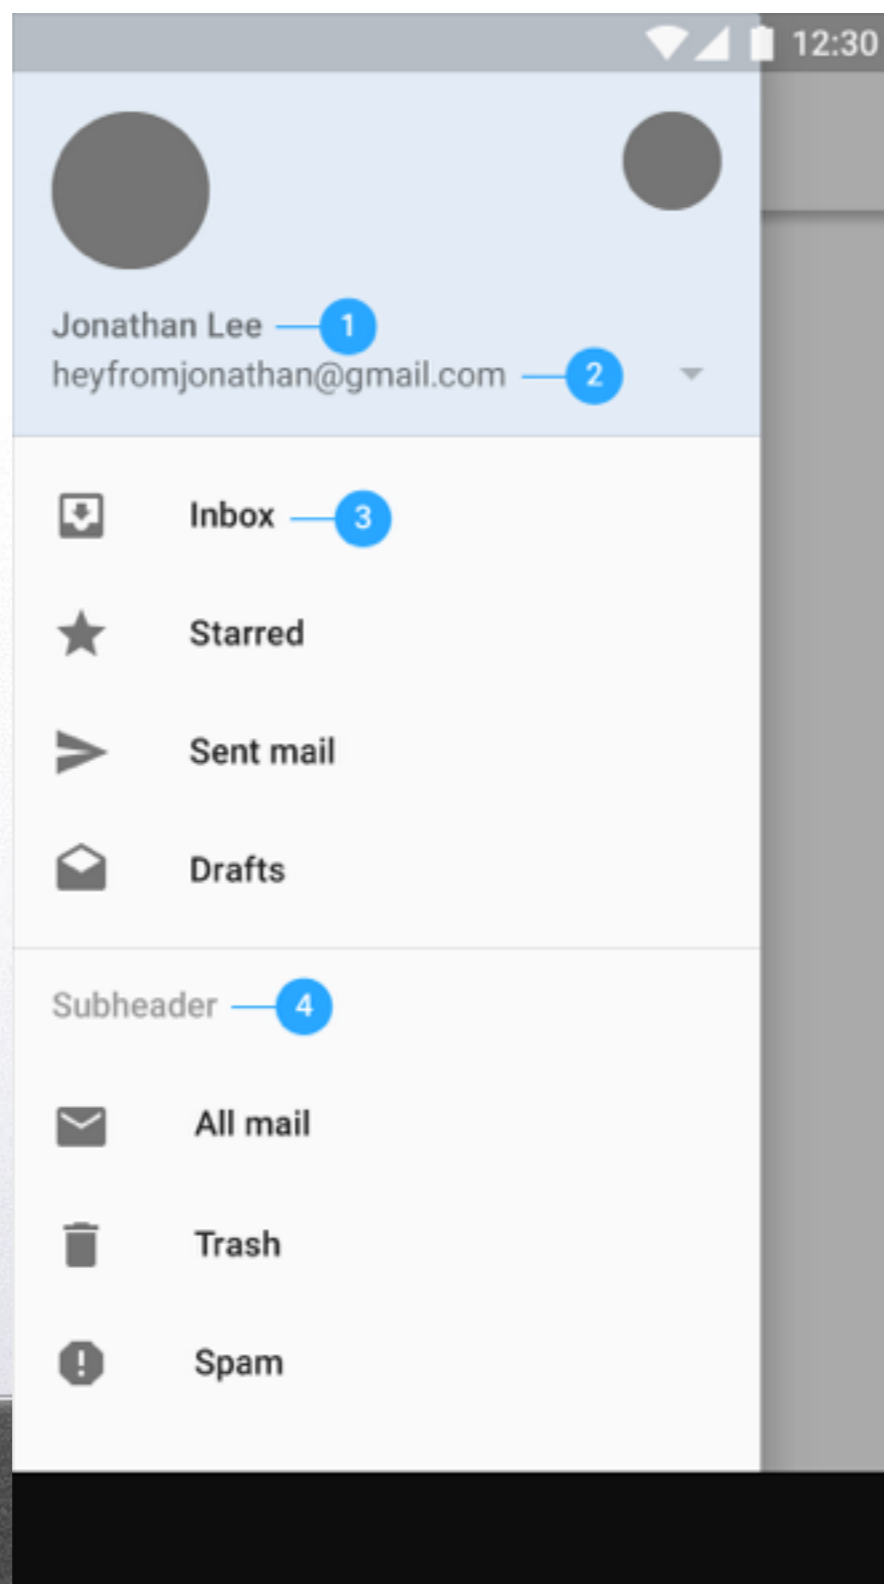 12:30
Jonathan Lee 1
heyfromjonathan@gmail.com 2
Inbox 3
Starred
Sent mail
Drafts
Subheader 4
All mail
Trash
Spam